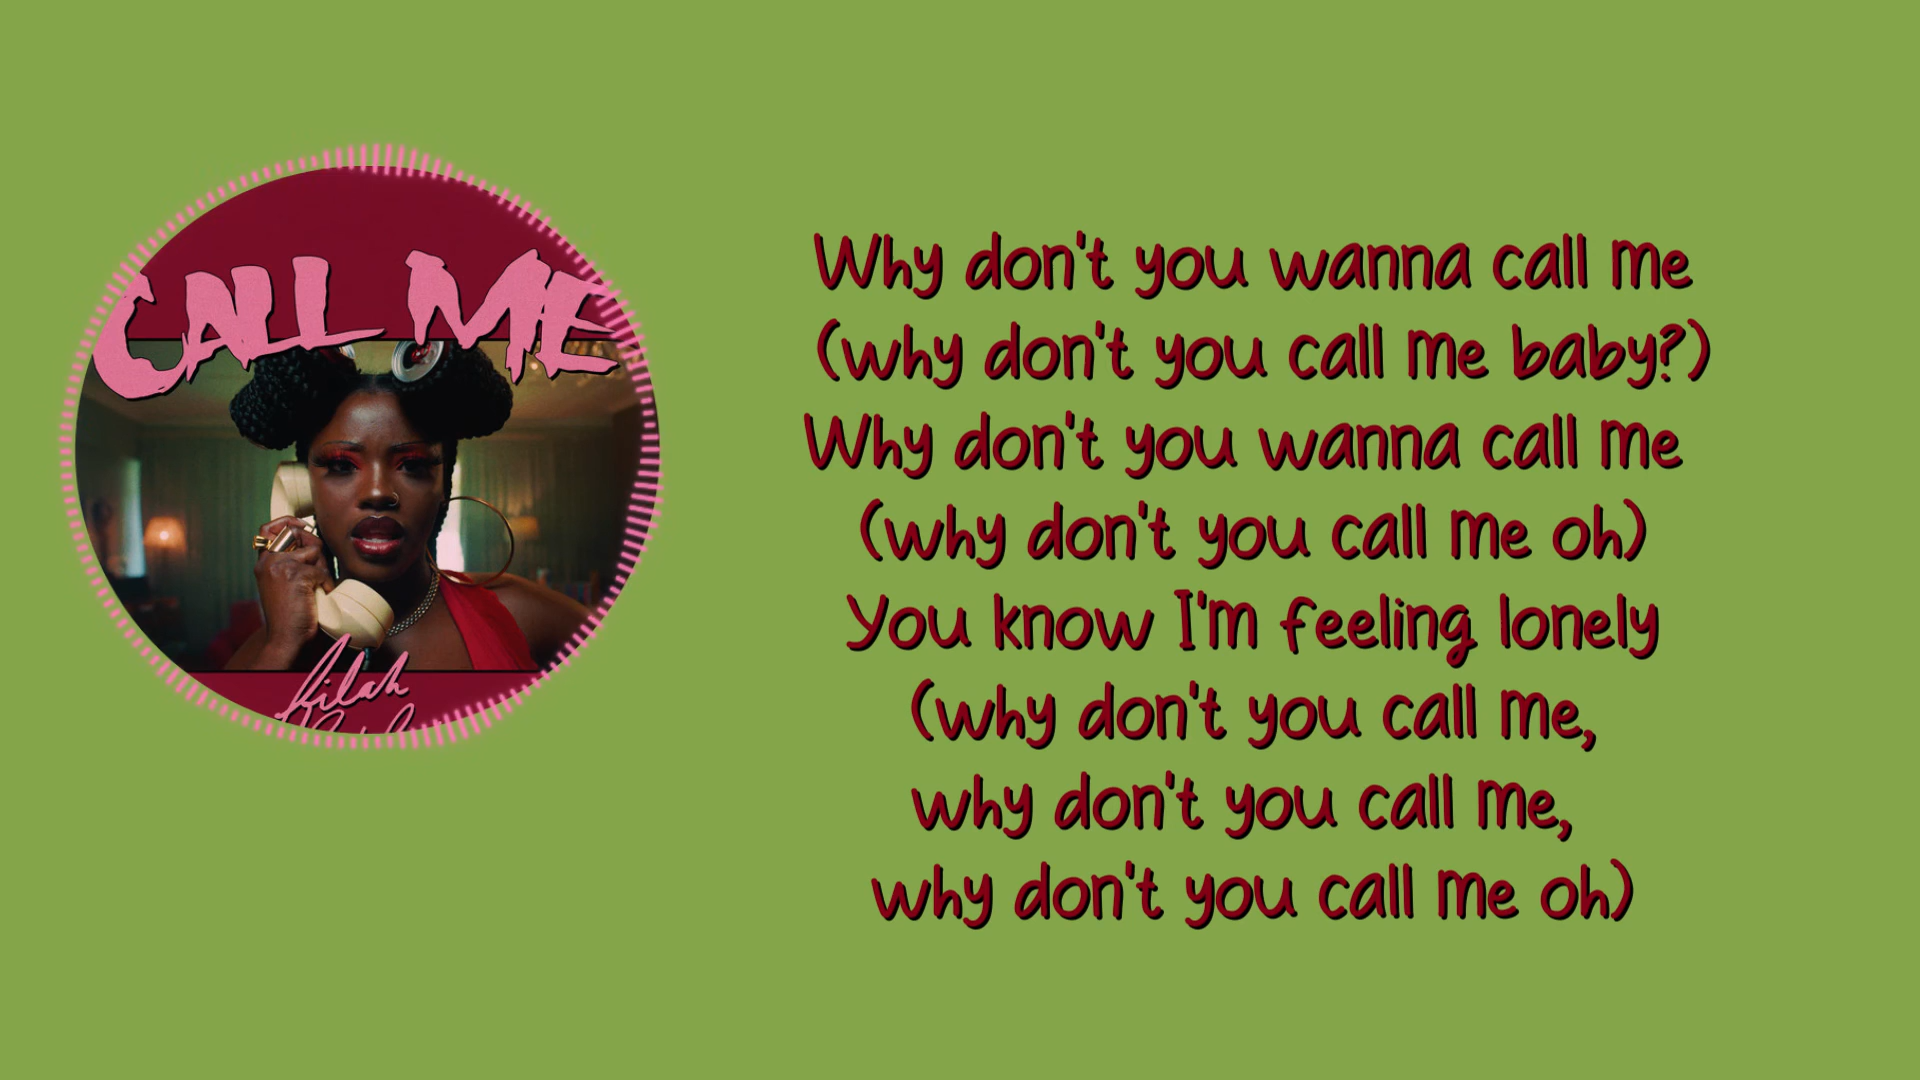 CALL ME
Filah
Why don't you wanna call me
(why don't you call me baby?)
Why don't you wanna call me
(why don't you call me oh)
You know I'm feeling lonely
(why don't you call me,
why don't you call me,
why don't you call me oh)